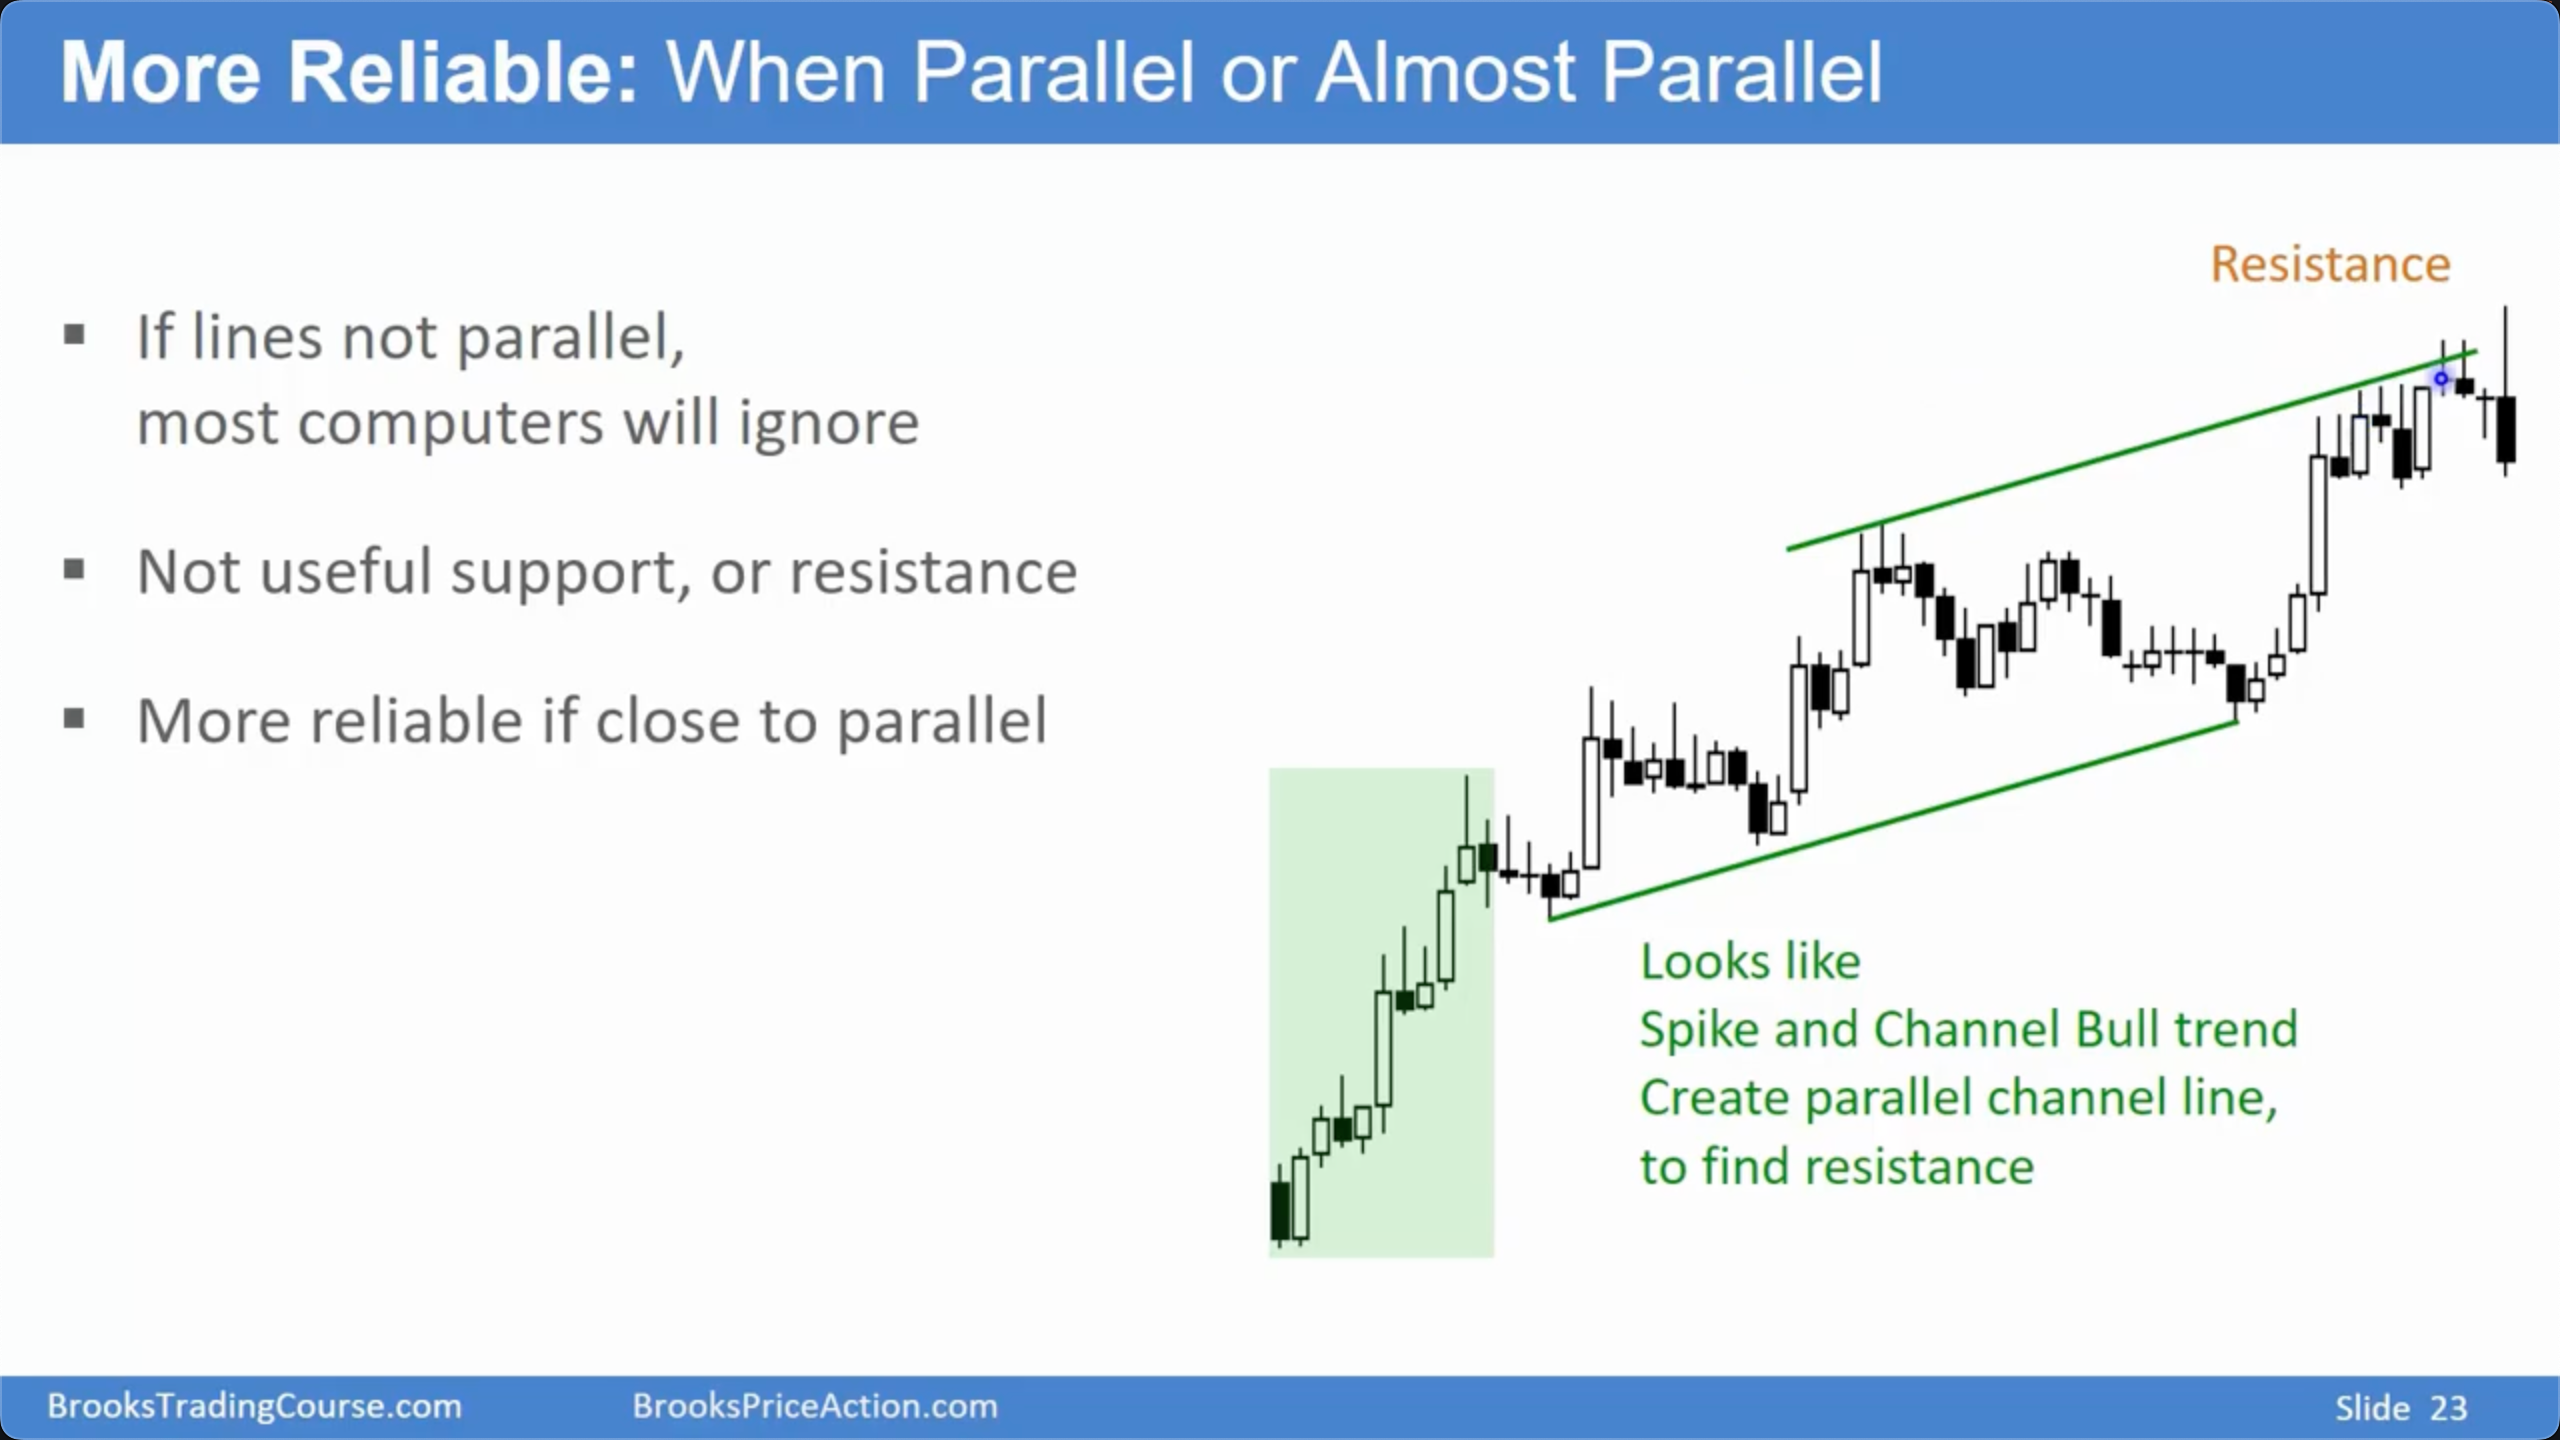 More Reliable: When Parallel or Almost Parallel
If lines not parallel,
most computers will ignore
Not useful support, or resistance
More reliable if close to parallel
Resistance
Looks like
Spike and Channel Bull trend
Create parallel channel line,
to find resistance
BrooksTradingCourse.com
BrooksPriceAction.com
Slide 23